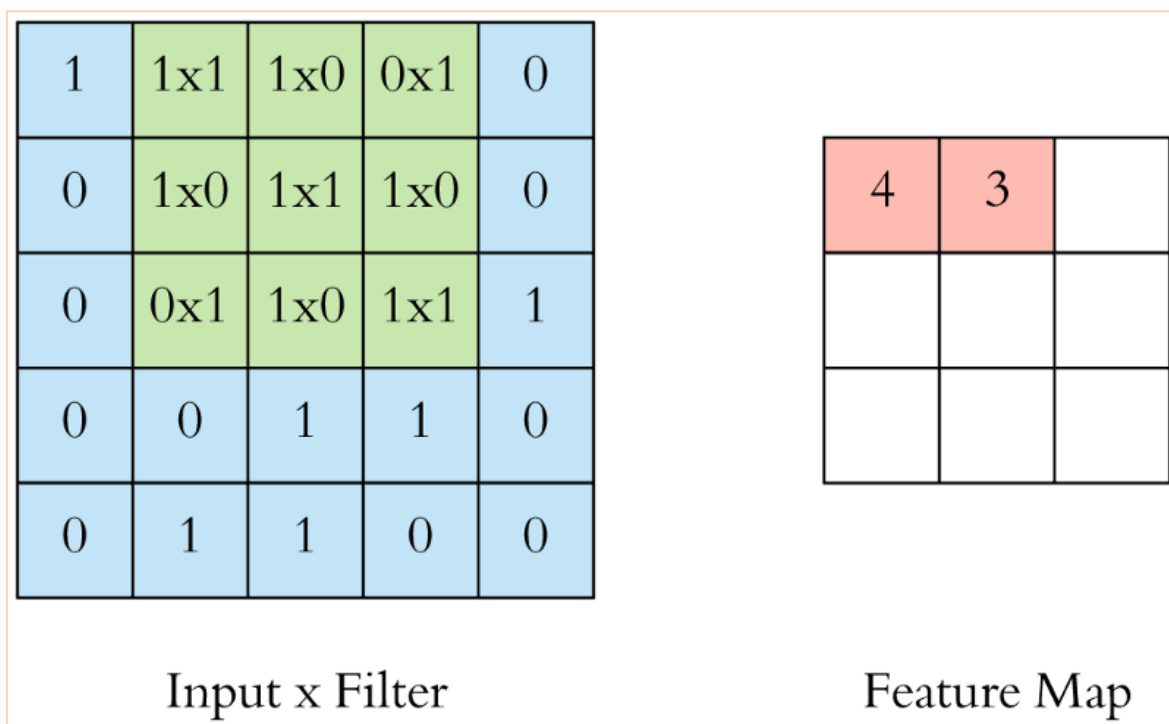 1 1x1 1x0 0x1 0
0 1x0 1x1 1x0 0
4 3
0 0x1 1x0 1x1 1
0 0 1 1 0
0 1 1 0 0
Input x Filter
Feature Map